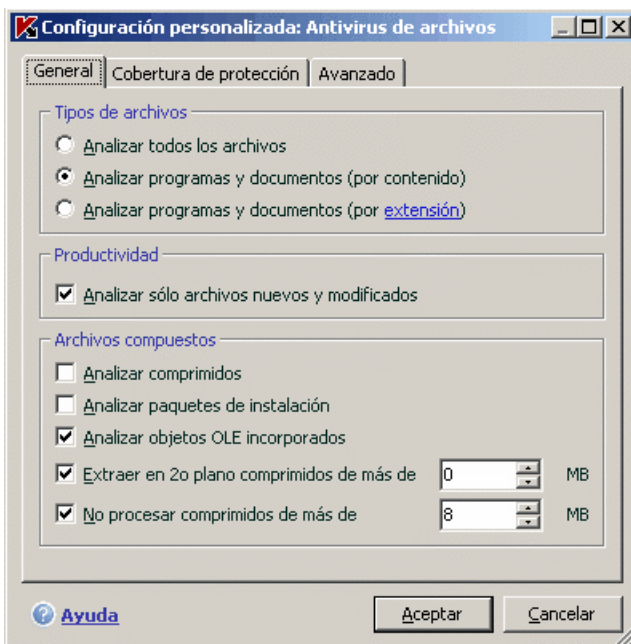 Configuración personalizada: Antivirus de archivos
General Cobertura de protección Avanzado
Tipos de archivos
Analizar todos los archivos
Analizar programas y documentos (por contenido)
Analizar programas y documentos (por extensión)
Productividad
Analizar sólo archivos nuevos y modificados
Archivos compuestos
Analizar comprimidos
Analizar paquetes de instalación
Analizar objetos OLE incorporados
Extraer en 2o plano comprimidos de más de 0 MB
No procesar comprimidos de más de 8 MB
Ayuda Aceptar Cancelar